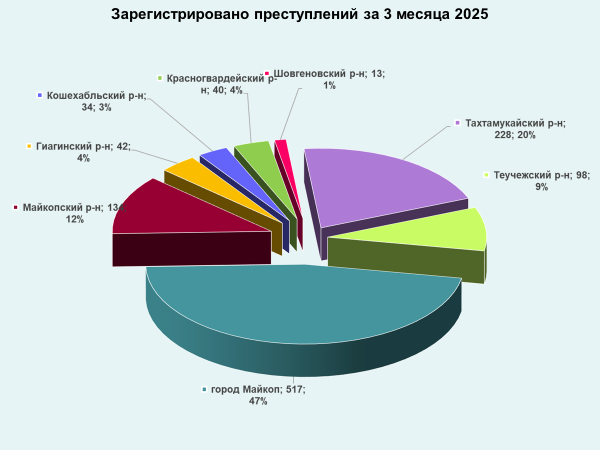 Зарегистрировано преступлений за 3 месяца 2025
Шовгеновский р-н; 13;
1%
Красногвардейский р-
н; 40; 4%
Кошехабльский р-н;
34; 3%
Тахтамукайский р-н;
228; 20%
Гиагинский р-н; 42;
4%
Теучежский р-н; 98;
9%
Майкопский р-н; 134
12%
город Майкоп; 517;
47%